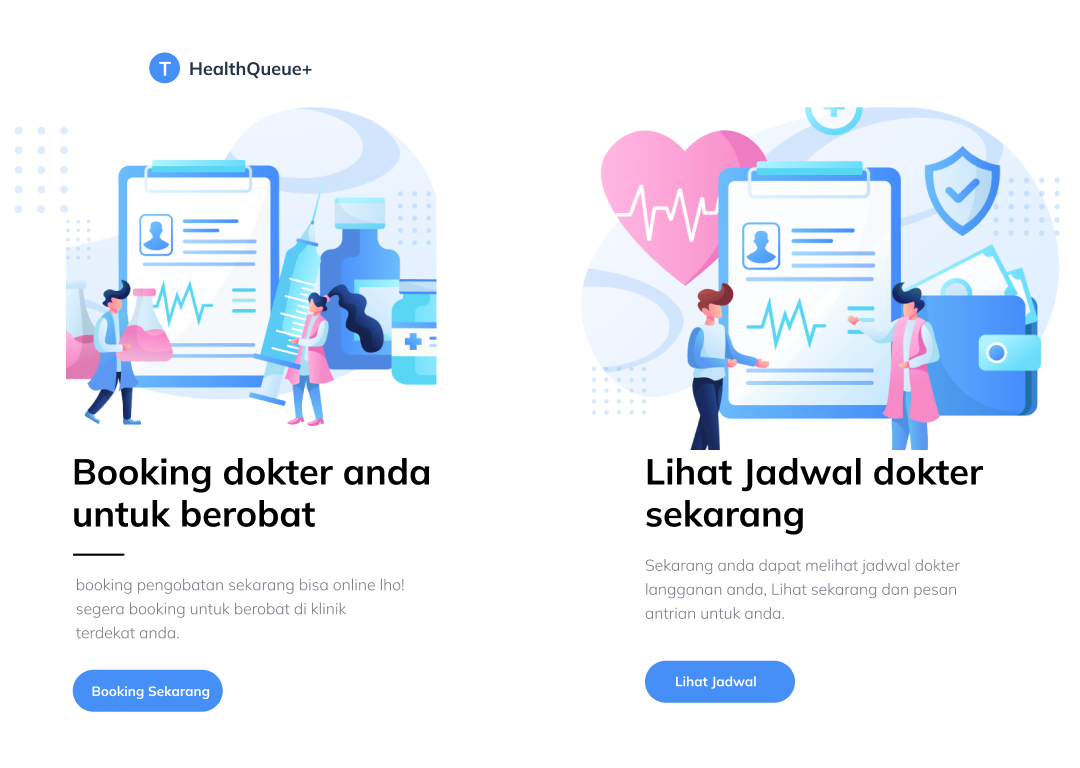 T HealthQueue+
Booking dokter anda
untuk berobat
booking pengobatan sekarang bisa online lho!
segera booking untuk berobat di klinik
terdekat anda.
Booking Sekarang
Lihat Jadwal dokter
sekarang
Sekarang anda dapat melihat jadwal dokter
langganan anda, Lihat sekarang dan pesan
antrian untuk anda.
Lihat Jadwal